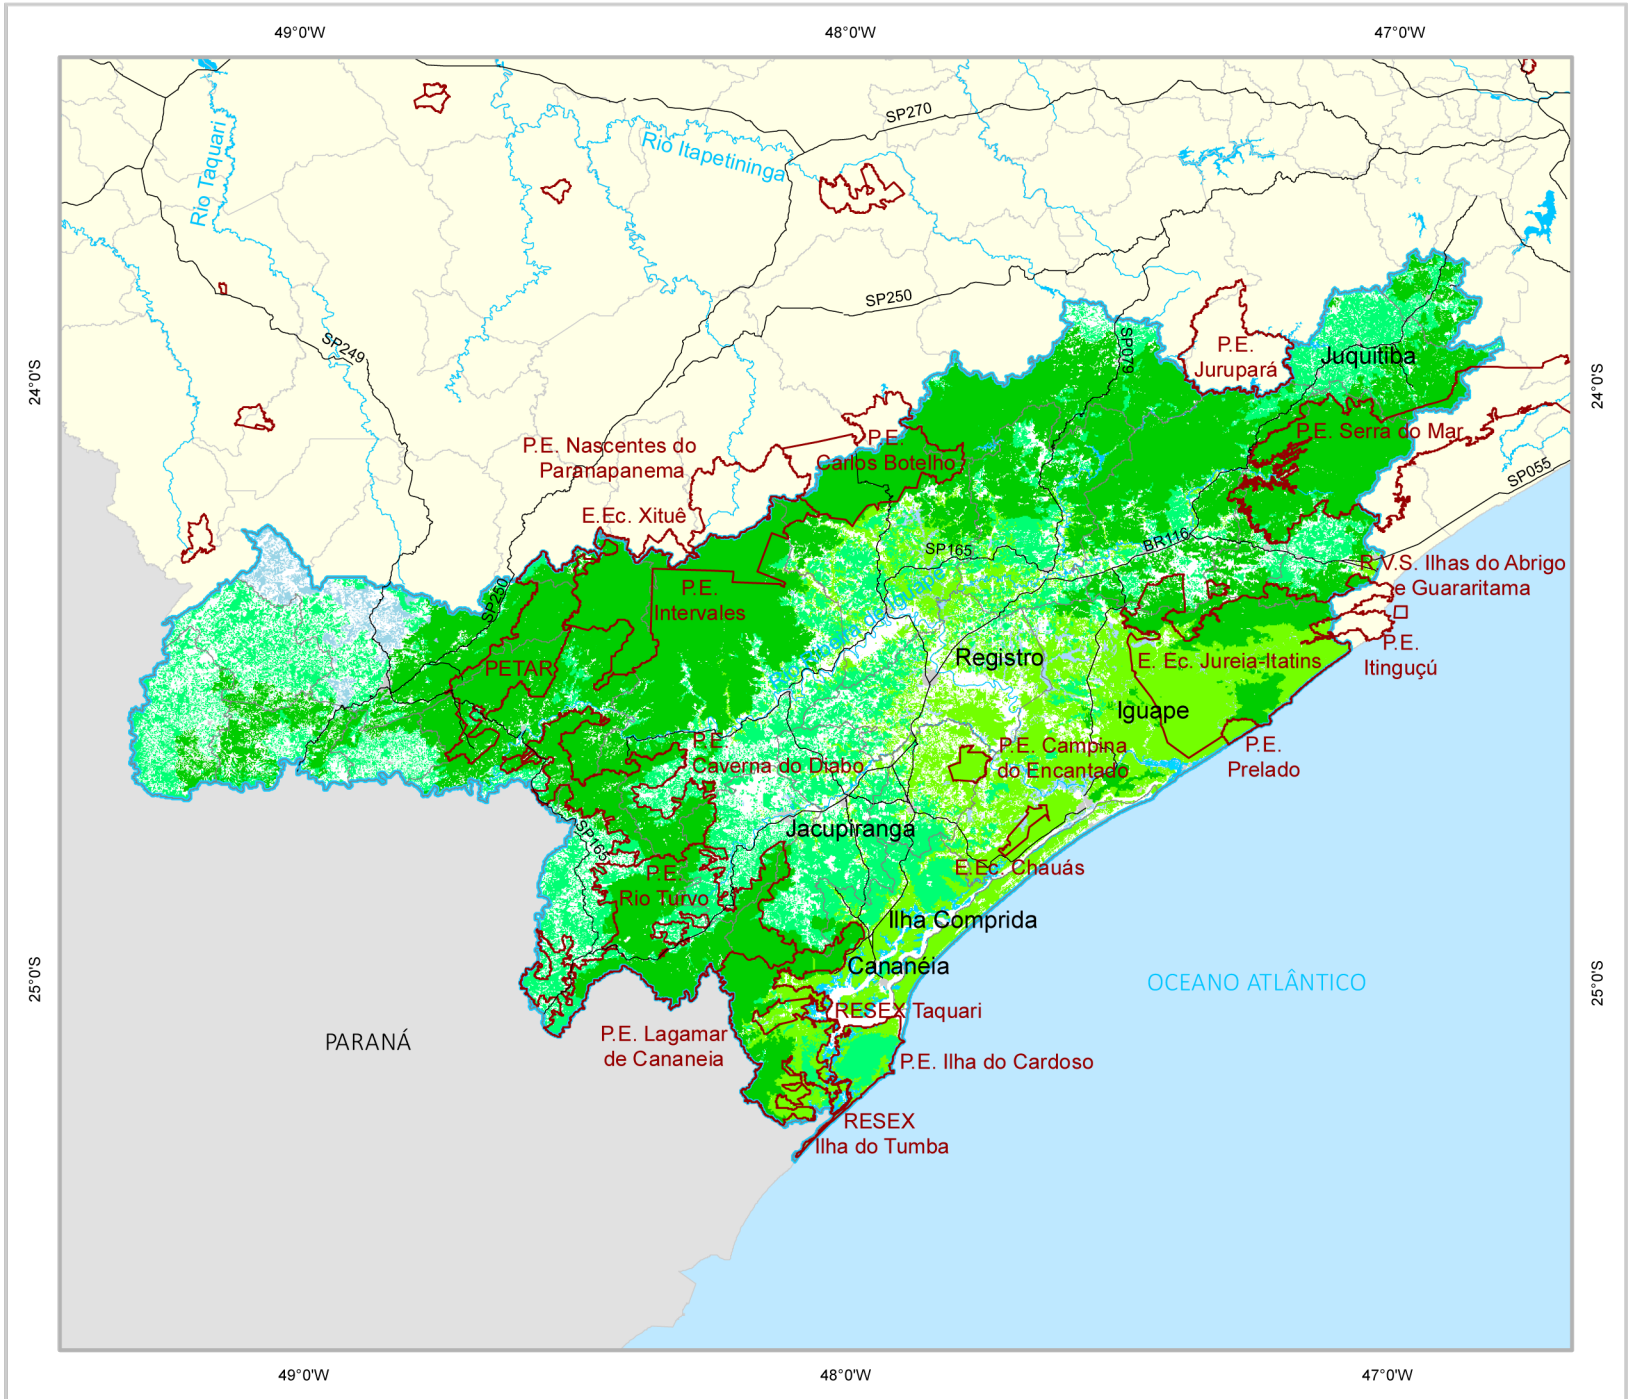 49°0'W
48°0'W
47°0'W
SP270
Rio Taquari
Rio Itapetininga
SP250
SP249
SP079
P.E.
Jurupará
Juquitiba
24°0'S
24°0'S
P.E. Serra do Mar
P.E. Nascentes do
Paranapanema
P.E.
Carlos Botelho
SP055
E.Ec. Xituê
SP165
BR116
R.V.S. Ilhas do Abrigo
e Guararitama
P.E.
Intervales
SP250
PETAR
Registro
E. Ec. Jureia-Itatins
P.E.
Itinguçú
Iguape
P.E.
Caverna do Diabo
P.E. Campina
do Encantado
P.E.
Prelado
Jacupiranga
SP165
E.Ec. Chauás
P.E.
Rio Turvo
Ilha Comprida
Cananéia
25°0'S
25°0'S
OCEANO ATLÂNTICO
RESEX Taquari
PARANÁ
P.E. Lagamar
de Cananeia
P.E. Ilha do Cardoso
RESEX
Ilha do Tumba
49°0'W
48°0'W
47°0'W